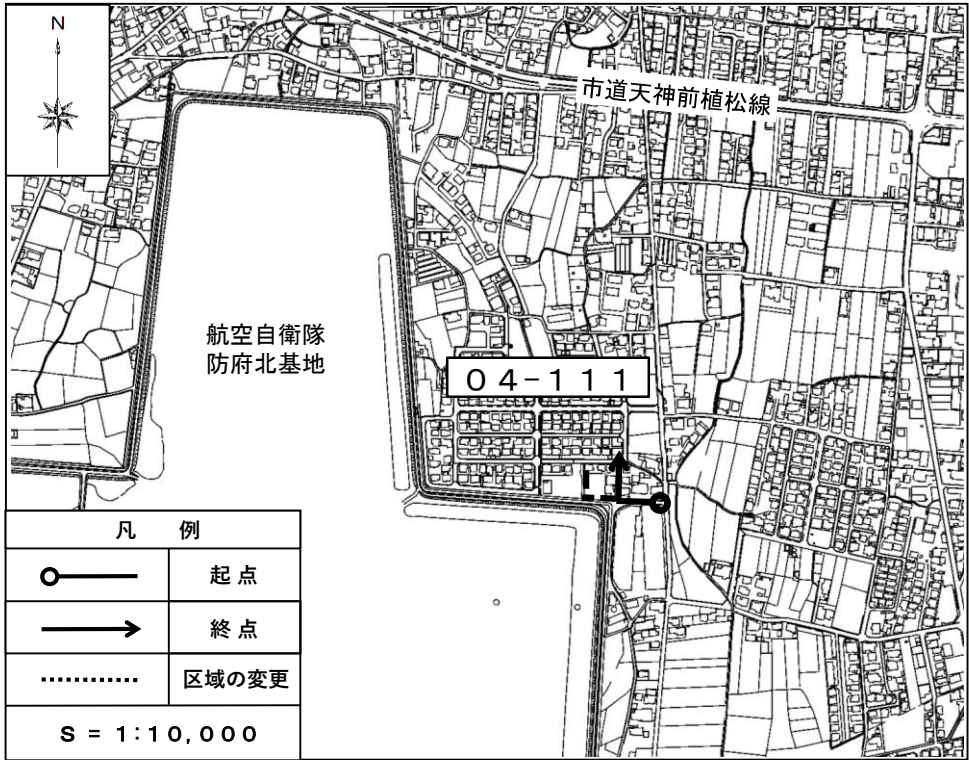 N
市道天神前植松線
航空自衛隊
防府北基地
04-111
凡 例
起点
終点
区域の変更
S = 1:10,000